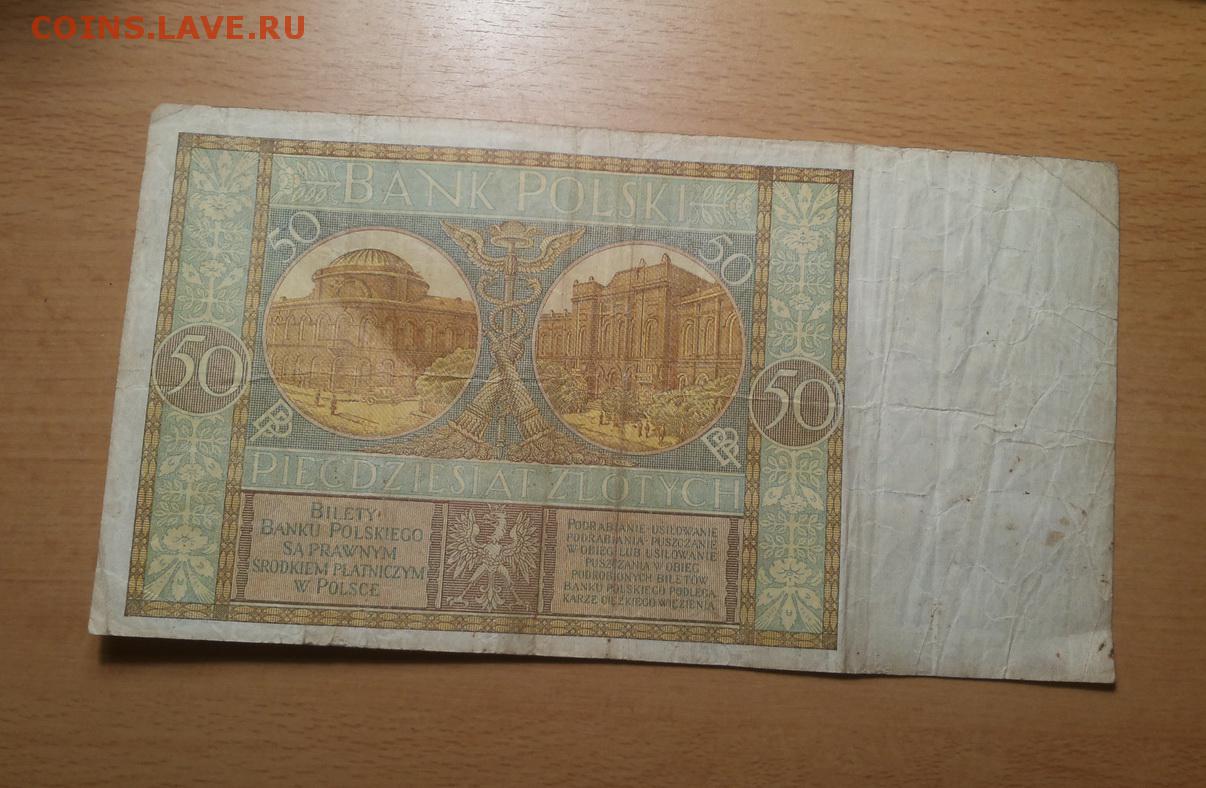 COINS.LAVE.RU
BANK POLSKI
50
50
50
50
PIĘĆDZIESIĄT ZŁOTYCH
BILETY
BANKU POLSKIEGO
SĄ PRAWNYM
ŚRODKIEM PŁATNICZYM
W POLSCE
PODRABIANIE·USIŁOWANIE
PODRABIANIA·PUSZCZANIE
W OBIEG LUB USIŁOWANIE
PUSZCZANIA W OBIEG
PODROBIONYCH BILETÓW
BANKU POLSKIEGO PODLEGA
KARZE CIĘŻKIEGO WIĘZIENIA